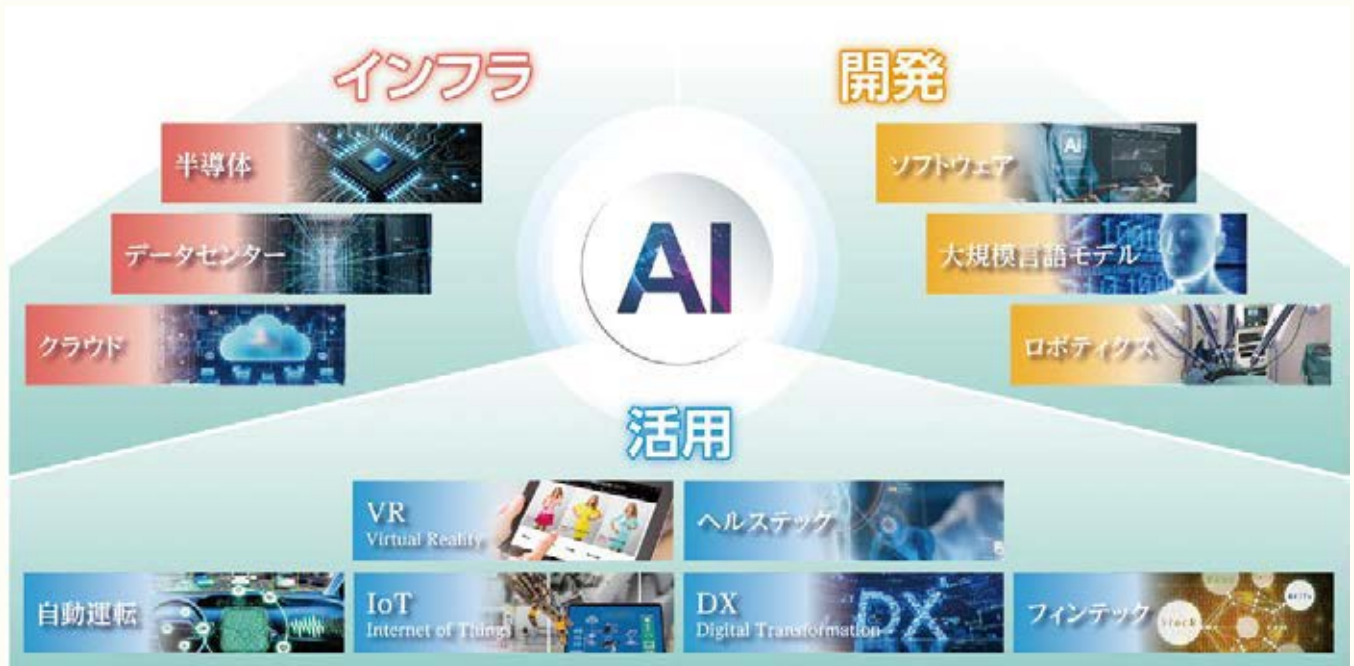 インフラ
半導体
データセンター
クラウド
AI
開発
ソフトウェア
AI
大規模言語モデル
ロボティクス
活用
VR
Virtual Reality
ヘルステック
自動運転
IoT
Internet of Things
DX
Digital Transformation
DX
フィンテック
Stock